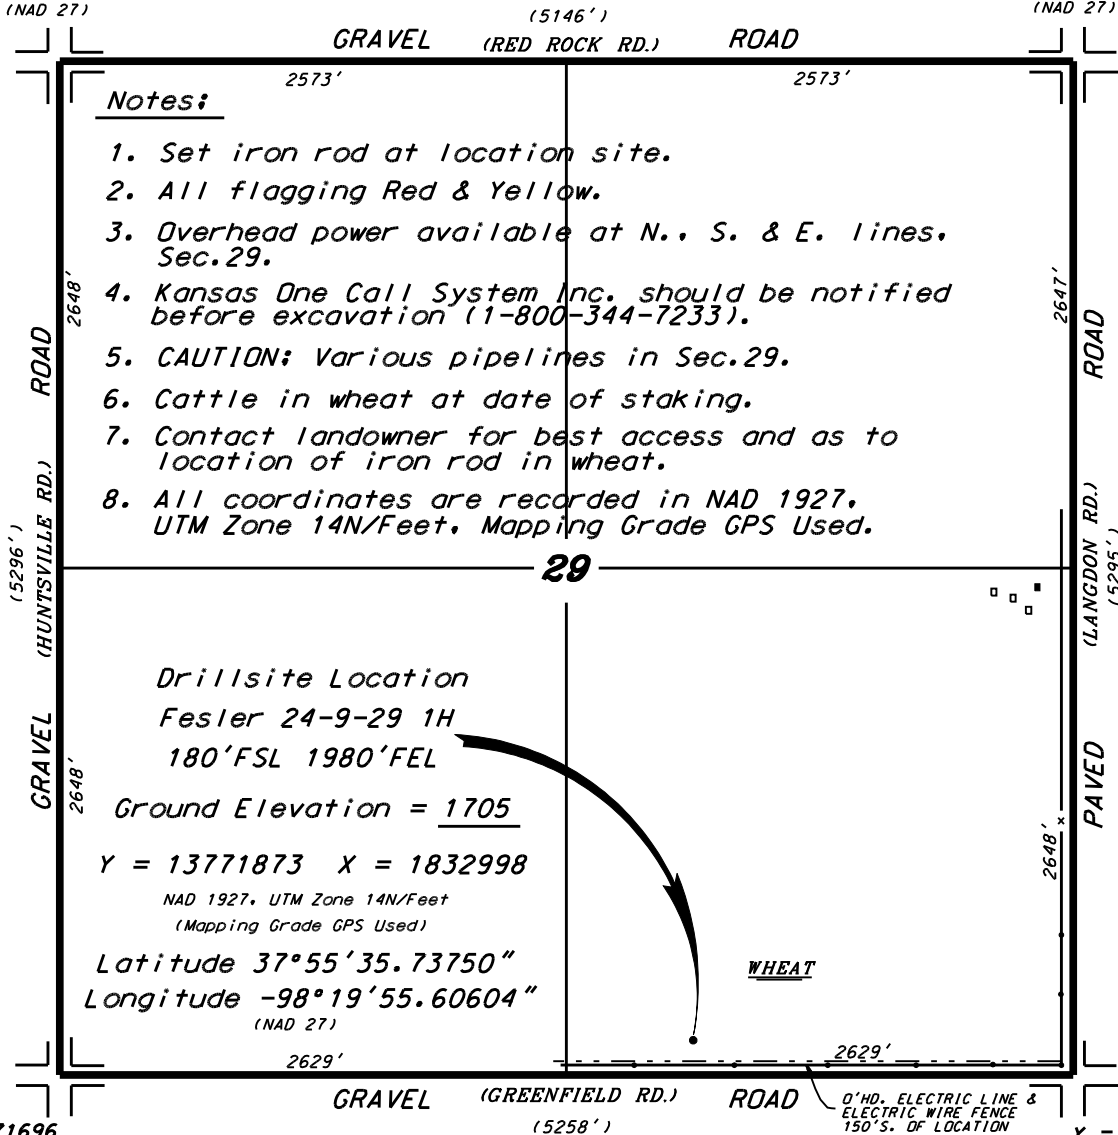 (NAD 27)
(5146')
(NAD 27)
GRAVEL (RED ROCK RD.) ROAD
2573'
2573'
Notes:
1. Set iron rod at location site.
2. All flagging Red & Yellow.
3. Overhead power available at N., S. & E. lines,
Sec.29.
4. Kansas One Call System Inc. should be notified
before excavation (1-800-344-7233).
5. CAUTION: Various pipelines in Sec.29.
6. Cattle in wheat at date of staking.
7. Contact landowner for best access and as to
location of iron rod in wheat.
8. All coordinates are recorded in NAD 1927,
UTM Zone 14N/Feet, Mapping Grade GPS Used.
2648'
2647'
GRAVEL (HUNTSVILLE RD.) ROAD
(5296')
PAVED (LANGDON RD.) ROAD
(5295')
29
Drillsite Location
Fesler 24-9-29 1H
180'FSL 1980'FEL
Ground Elevation = 1705
Y = 13771873 X = 1832998
NAD 1927, UTM Zone 14N/Feet
(Mapping Grade GPS Used)
Latitude 37°55'35.73750"
Longitude -98°19'55.60604"
(NAD 27)
2648'
2648'
x
WHEAT
2629'
2629'
GRAVEL (GREENFIELD RD.) ROAD
(5258')
O'HD. ELECTRIC LINE &
ELECTRIC WIRE FENCE
150'S. OF LOCATION
71696
X -